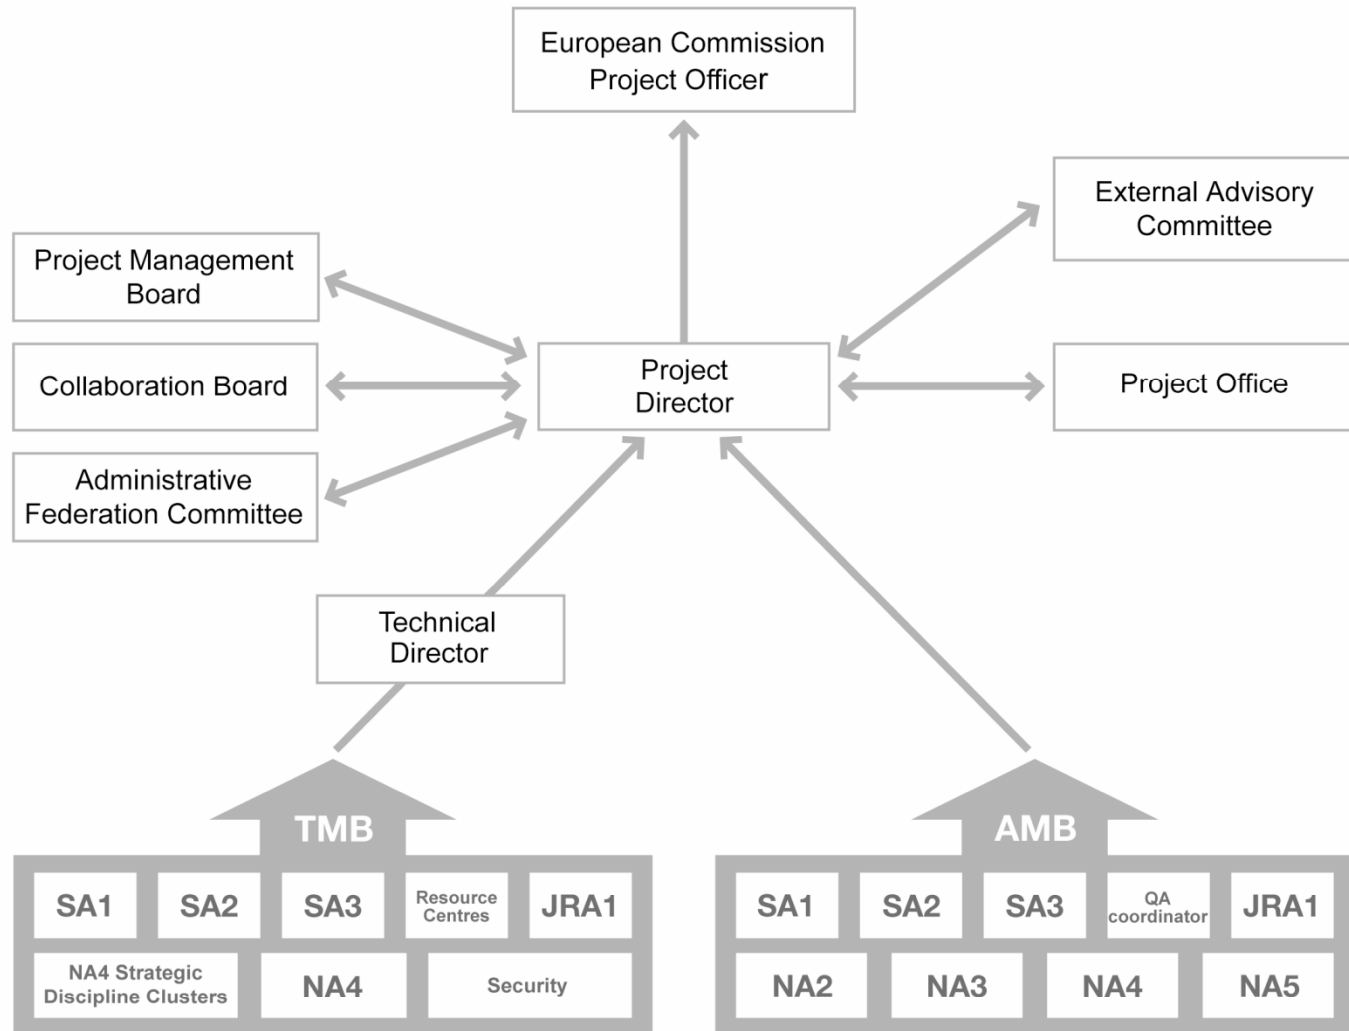 European Commission
Project Officer
External Advisory
Committee
Project Management
Board
Collaboration Board
Project
Director
Project Office
Administrative
Federation Committee
Technical
Director
TMB
SA1
SA2
SA3
Resource
Centres
JRA1
NA4 Strategic
Discipline Clusters
NA4
Security
AMB
SA1
SA2
SA3
QA
coordinator
JRA1
NA2
NA3
NA4
NA5